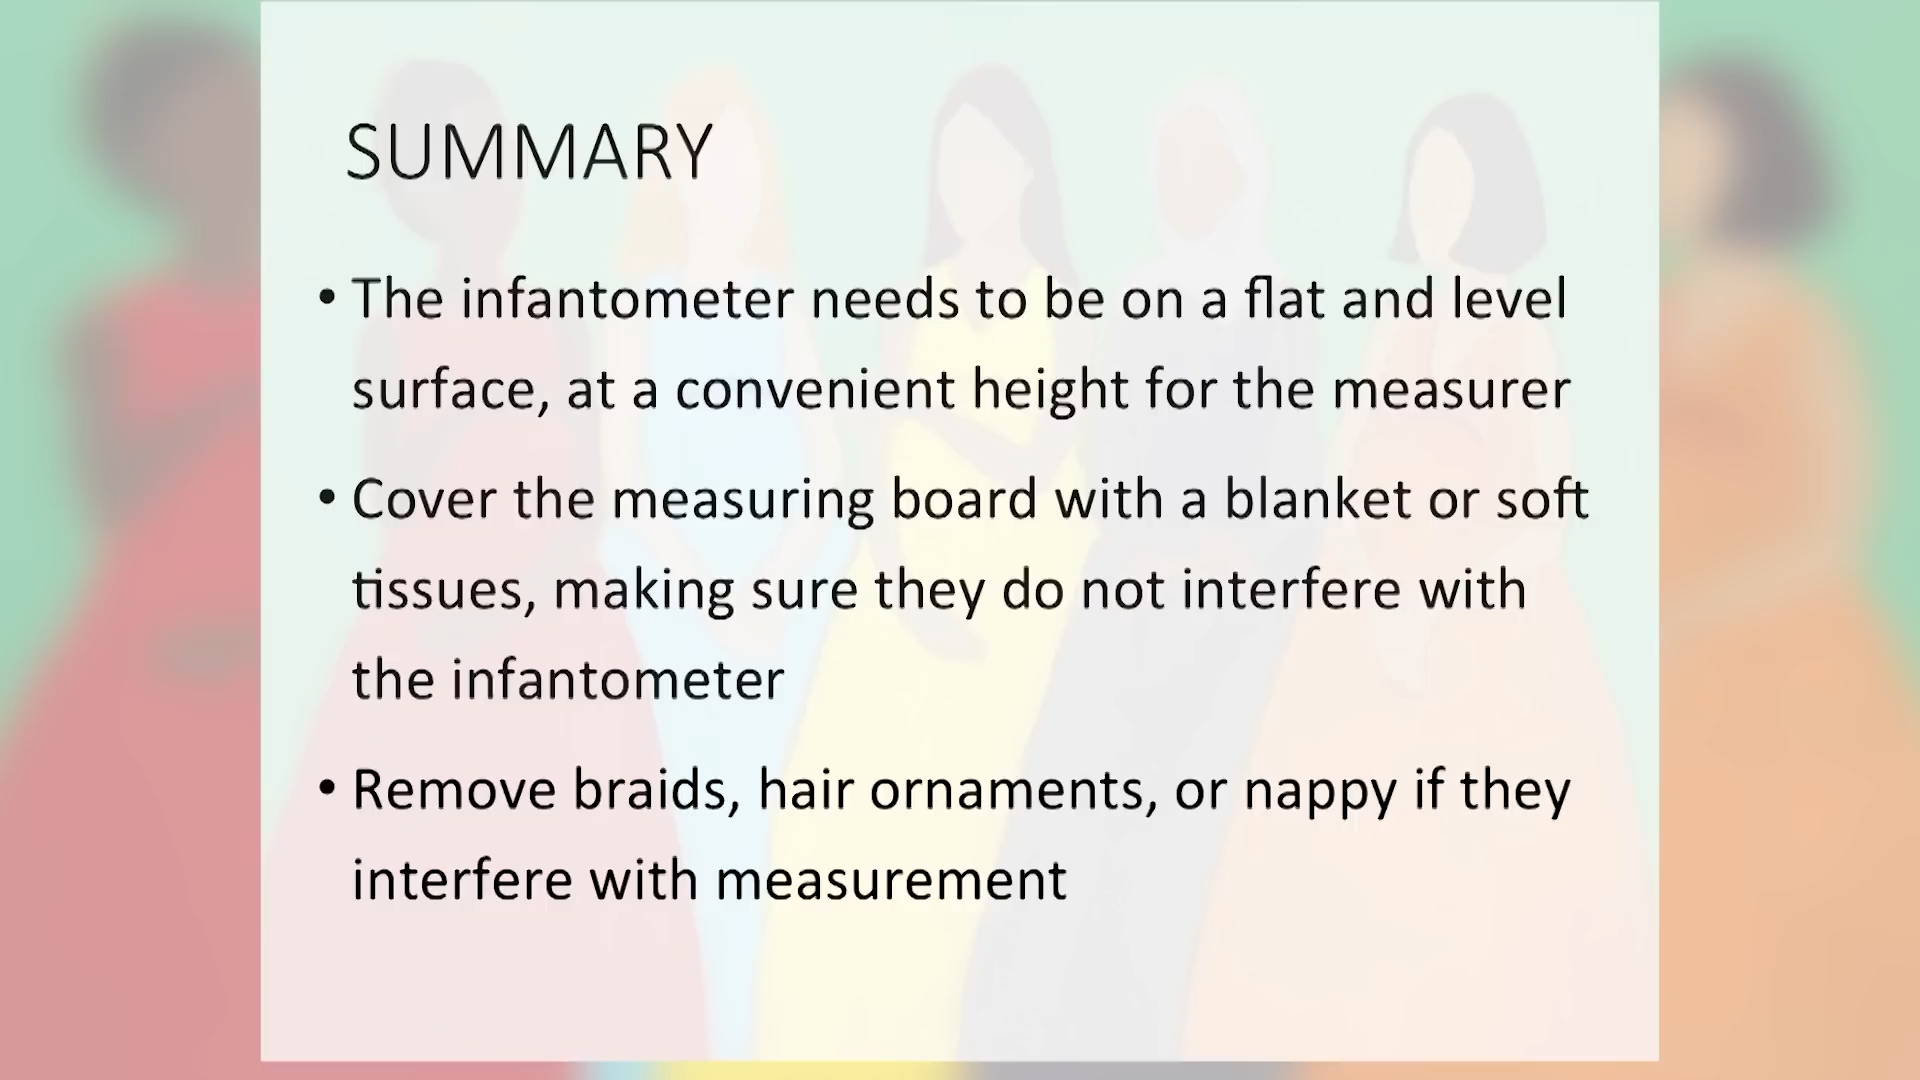 SUMMARY
• The infantometer needs to be on a flat and level
surface, at a convenient height for the measurer
• Cover the measuring board with a blanket or soft
tissues, making sure they do not interfere with
the infantometer
• Remove braids, hair ornaments, or nappy if they
interfere with measurement